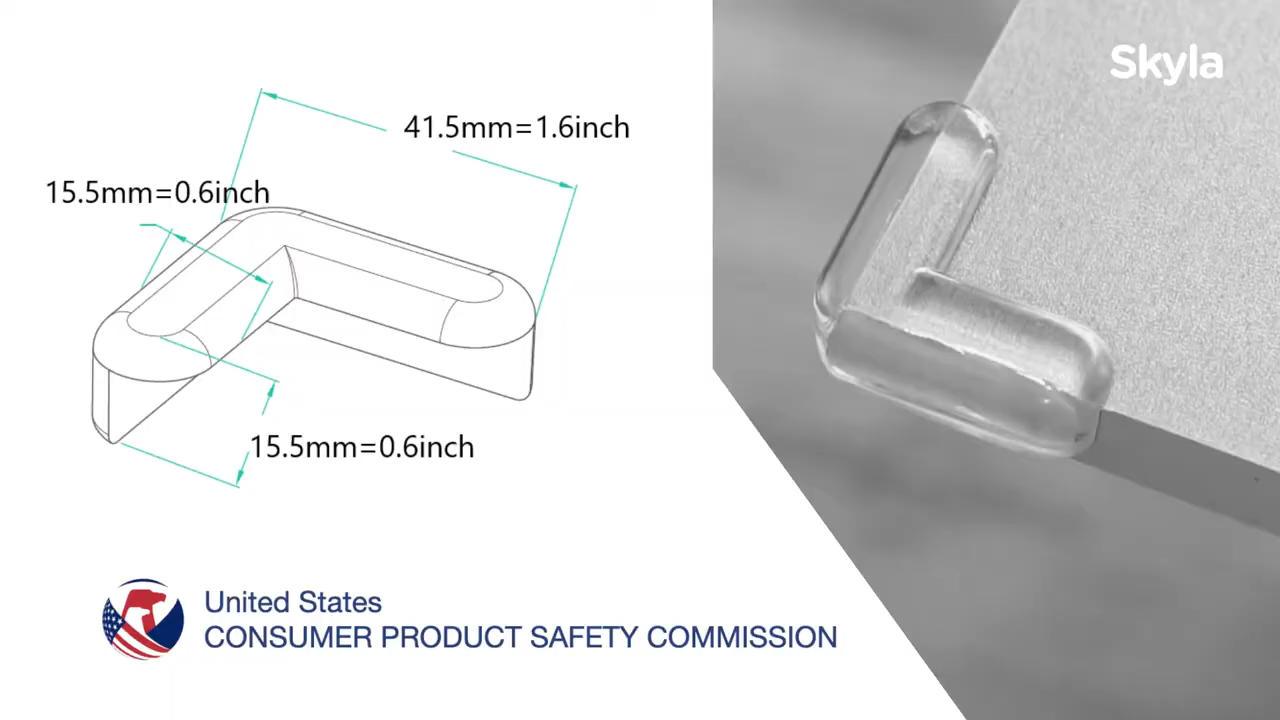 Skyla
41.5mm=1.6inch
15.5mm=0.6inch
15.5mm=0.6inch
United States
CONSUMER PRODUCT SAFETY COMMISSION